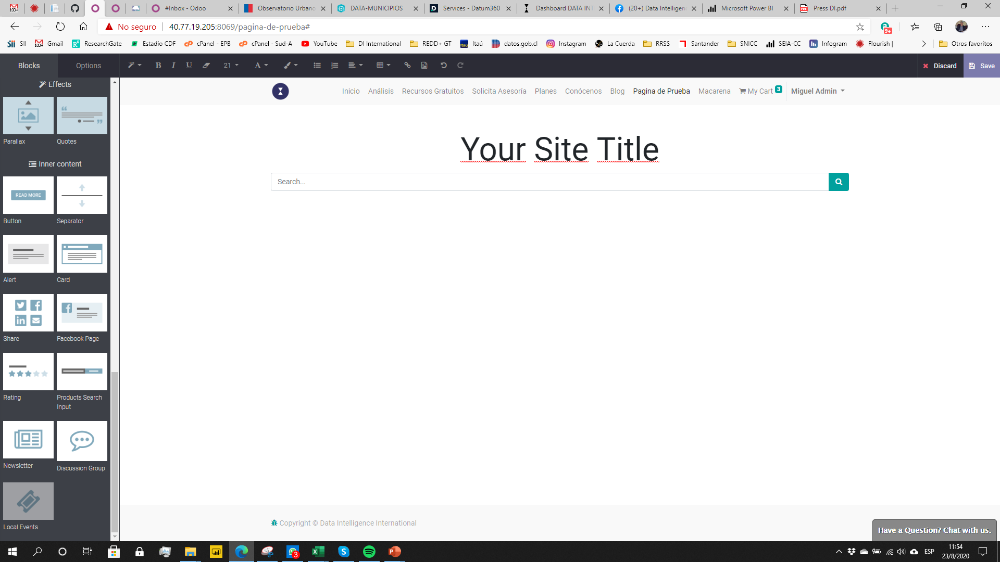 #Inbox - Odoo
Observatorio Urbano
DATA-MUNICIPIOS
Services - Datum360
Dashboard DATA INT
(20+) Data Intelligenc
Microsoft Power BI
Press DI.pdf
No seguro
40.77.19.205:8069/pagina-de-prueba#
9+
SII
100+
Gmail
ResearchGate
Estadio CDF
cPanel - EPB
cPanel - Sud-A
YouTube
DI International
REDD+ GT
Itaú
datos.gob.cl
Instagram
La Cuerda
RRSS
Santander
SNICC
SEIA-CC
Infogram
Flourish |
Otros favoritos
Blocks
Options
B
I
U
21
A
Discard
Save
Effects
Parallax
Quotes
Inner content
READ MORE
Button
Separator
Alert
Card
Share
Facebook Page
Rating
Products Search
Input
Newsletter
Discussion Group
Local Events
Inicio
Análisis
Recursos Gratuitos
Solicita Asesoría
Planes
Conócenos
Blog
Pagina de Prueba
Macarena
My Cart 3
Miguel Admin
Your Site Title
Search...
Copyright © Data Intelligence International
Have a Question? Chat with us.
3
ESP
11:54
23/8/2020